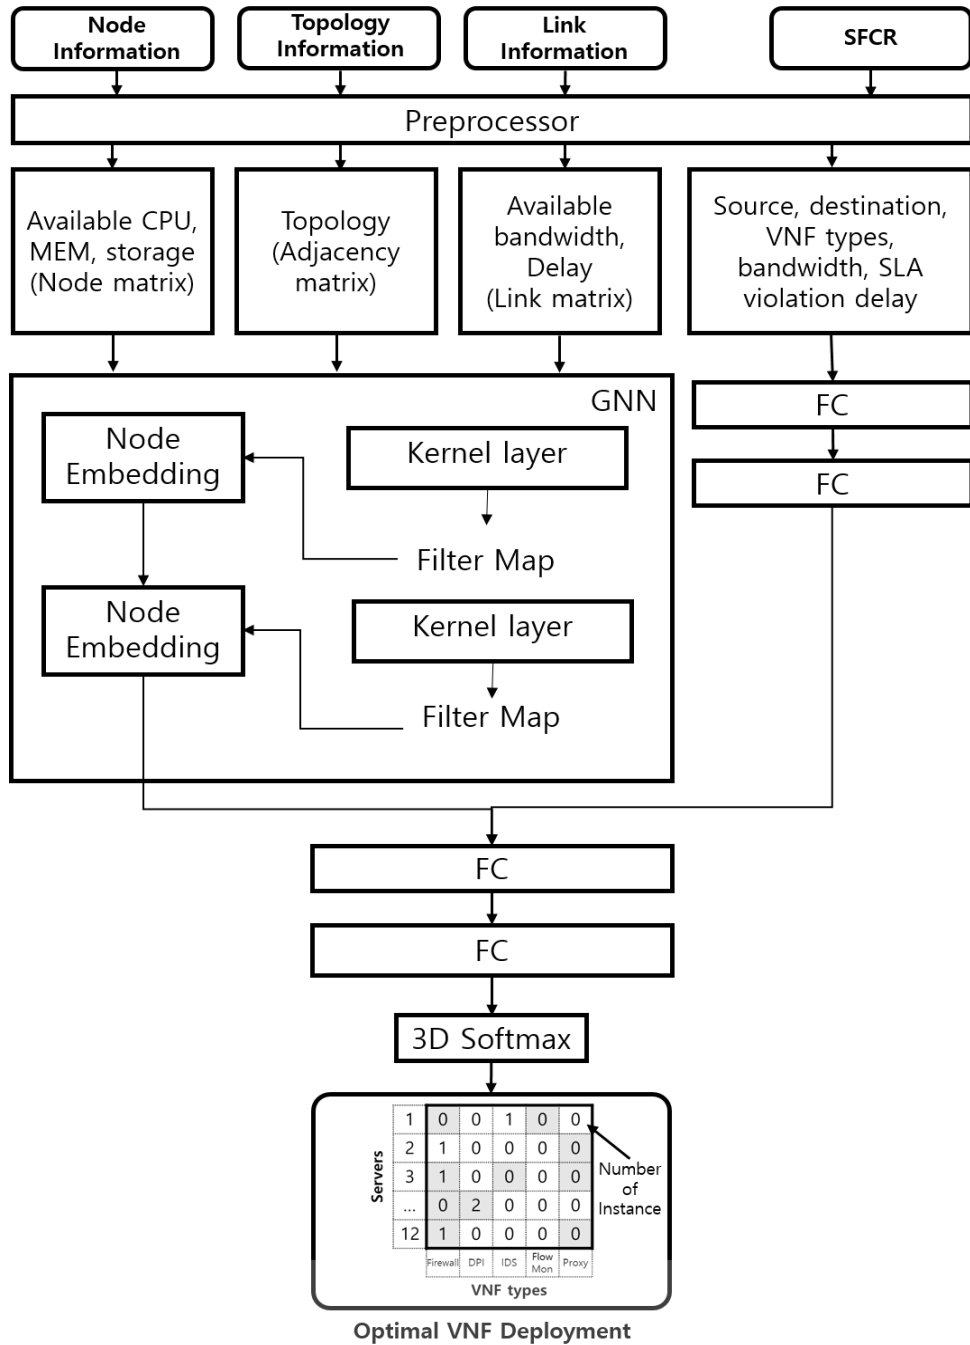 Node
Information
Topology
Information
Link
Information
SFCR
Preprocessor
Available CPU,
MEM, storage
(Node matrix)
Topology
(Adjacency
matrix)
Available
bandwidth,
Delay
(Link matrix)
Source, destination,
VNF types,
bandwidth, SLA
violation delay
GNN
Node
Embedding
Kernel layer
Filter Map
Node
Embedding
Kernel layer
Filter Map
FC
FC
FC
FC
3D Softmax
Servers
1 0 0 1 0 0
2 1 0 0 0 0
3 1 0 0 0 0
... 0 2 0 0 0
12 1 0 0 0 0
Number
of
Instance
Firewall DPI IDS Flow Mon Proxy
VNF types
Optimal VNF Deployment